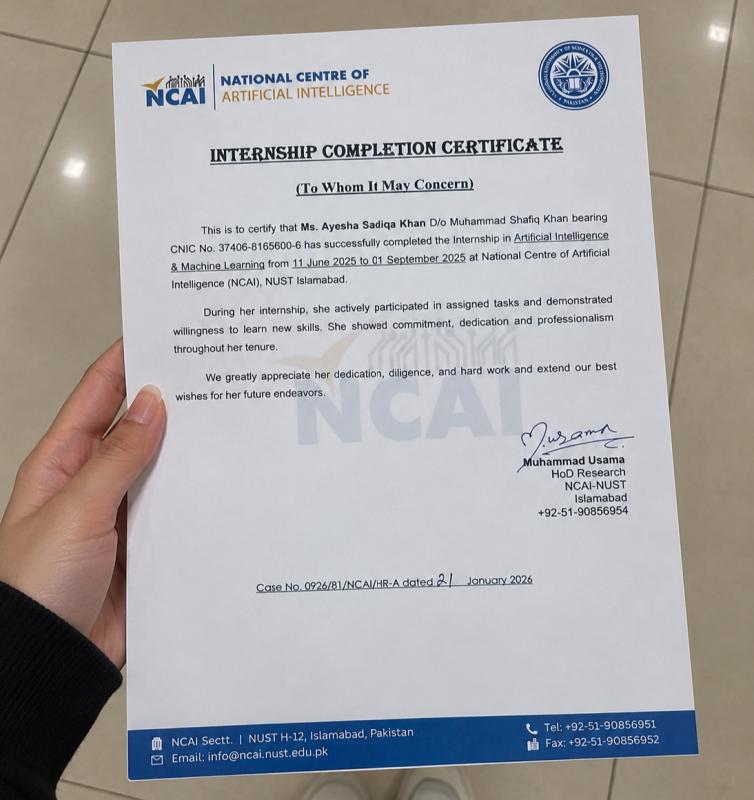 NCAI
NATIONAL CENTRE OF
ARTIFICIAL INTELLIGENCE
PAKISTAN
INTERNSHIP COMPLETION CERTIFICATE
(To Whom It May Concern)
This is to certify that Ms. Ayesha Sadiqa Khan D/o Muhammad Shafiq Khan bearing
CNIC No. 37406-8165600-6 has successfully completed the Internship in Artificial Intelligence
& Machine Learning from 11 June 2025 to 01 September 2025 at National Centre of Artificial
Intelligence (NCAI), NUST Islamabad.
During her internship, she actively participated in assigned tasks and demonstrated
willingness to learn new skills. She showed commitment, dedication and professionalism
throughout her tenure.
We greatly appreciate her dedication, diligence, and hard work and extend our best
wishes for her future endeavors.
NCAI
Musama
Muhammad Usama
HoD Research
NCAI-NUST
Islamabad
+92-51-90856954
Case No. 0926/81/NCAI/HR-A dated 21 January 2026
NCAI Sectt. | NUST H-12, Islamabad, Pakistan
Email: info@ncai.nust.edu.pk
Tel: +92-51-90856951
Fax: +92-51-90856952